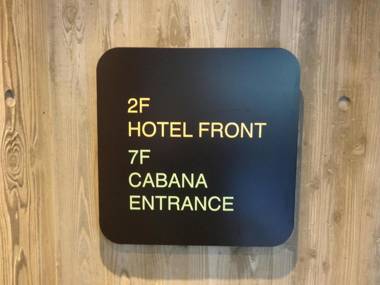 2F
HOTEL FRONT
7F
CABANA
ENTRANCE